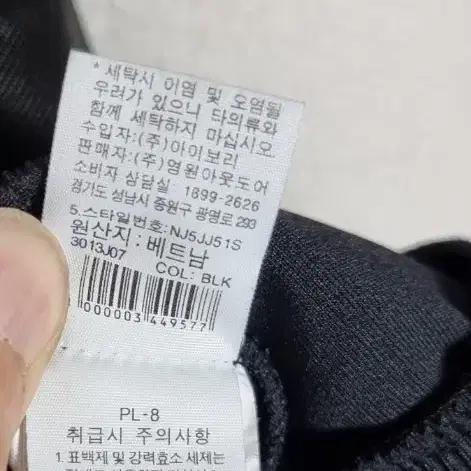 * 세탁시 이염 및 오염될
우려가 있으니 타의류와
함께 세탁하지 마십시오.
수입자:(주)아이보리
판매자:(주)영원아웃도어
소비자 상담실 1899-2626
경기도 성남시 중원구 광명로 293
5.스타일번호:NJ5JJ51S
원산지:베트남
3013J07
COL: BLK
000003 449577
PL-8
취급시 주의사항
1. 표백제 및 강력효소 세제는